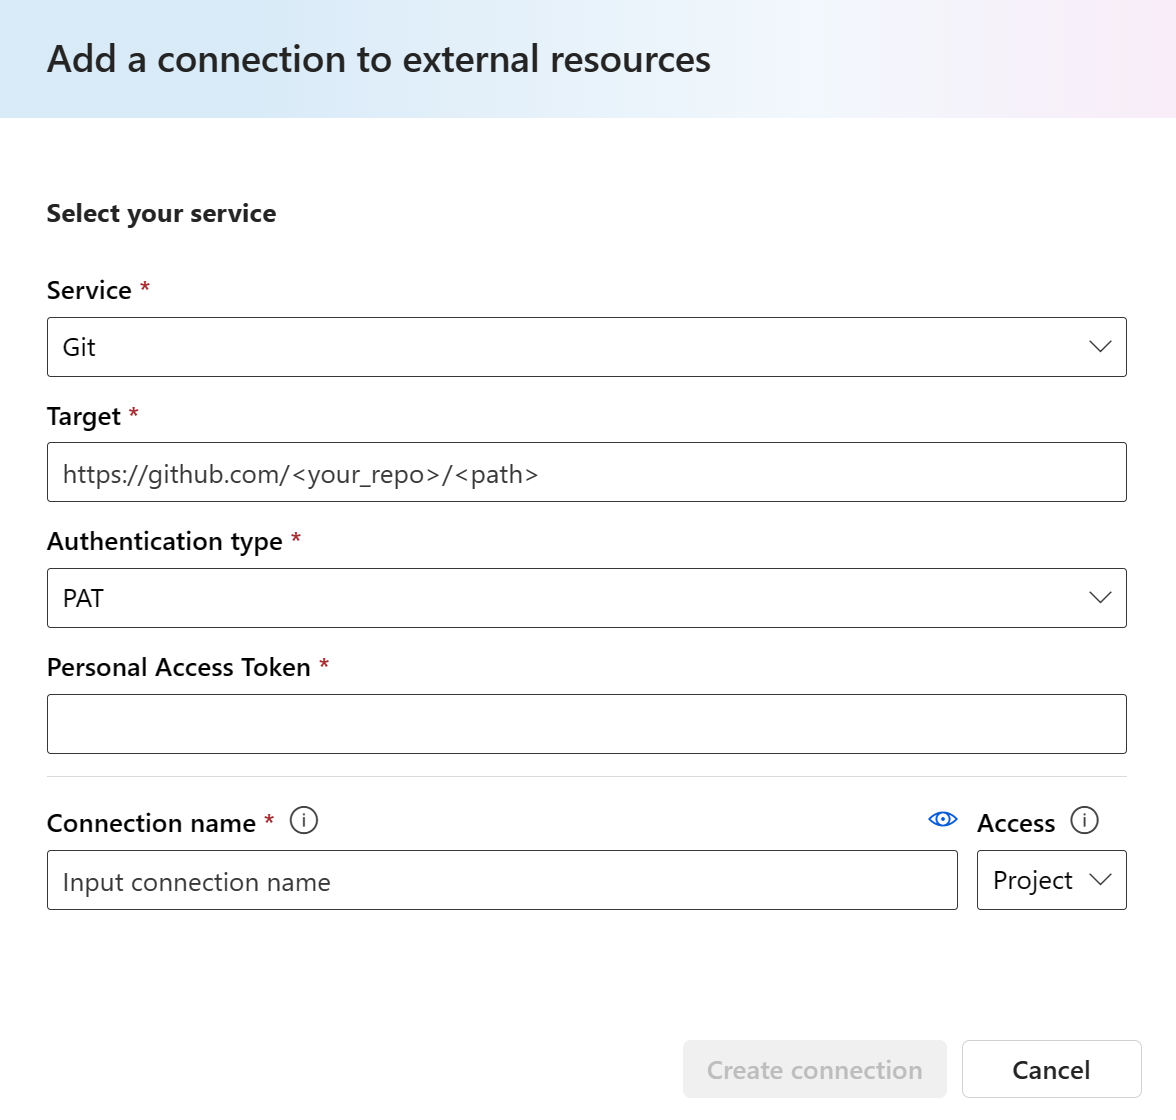 Add a connection to external resources
Select your service
Service *
Git
Target *
https://github.com/<your_repo>/<path>
Authentication type *
PAT
Personal Access Token *
Connection name *
Access
Input connection name
Project
Create connection
Cancel